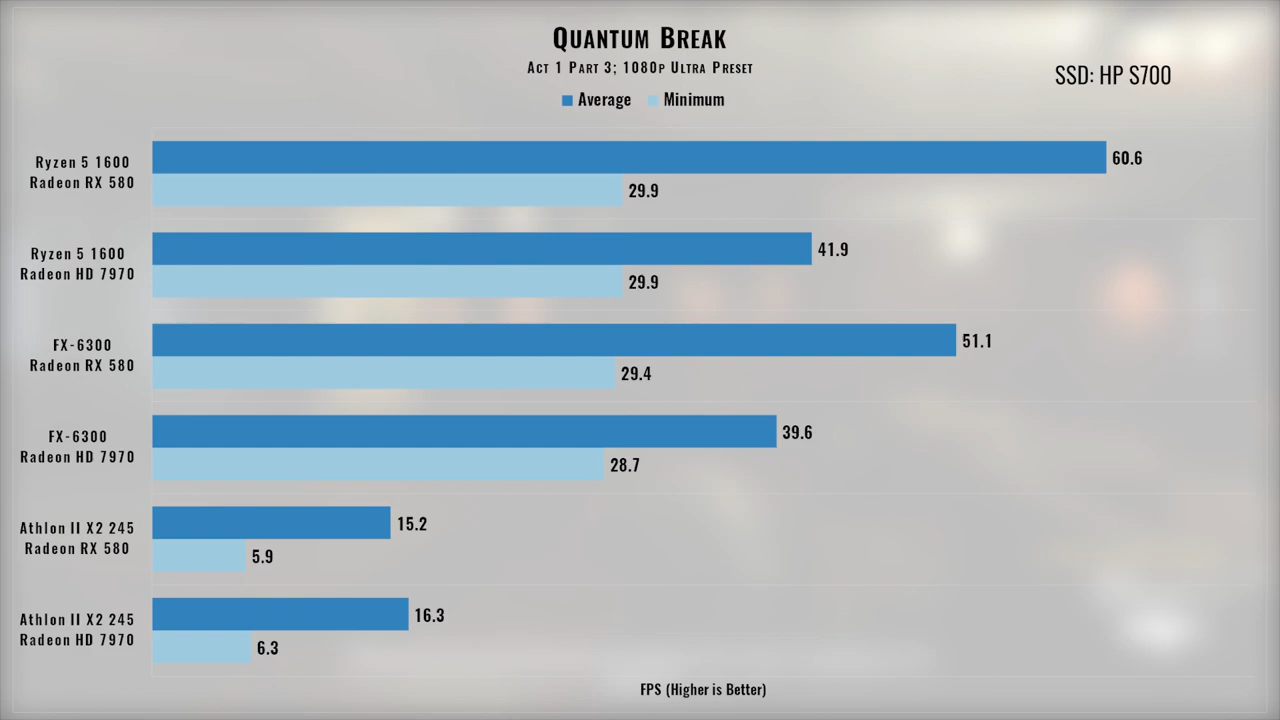 Quantum Break
Act 1 Part 3; 1080p Ultra Preset
SSD: HP S700
Average Minimum
Ryzen 5 1600
Radeon RX 580
60.6
29.9
Ryzen 5 1600
Radeon HD 7970
41.9
29.9
FX-6300
Radeon RX 580
51.1
29.4
FX-6300
Radeon HD 7970
39.6
28.7
Athlon II X2 245
Radeon RX 580
15.2
5.9
Athlon II X2 245
Radeon HD 7970
16.3
6.3
FPS (Higher is Better)